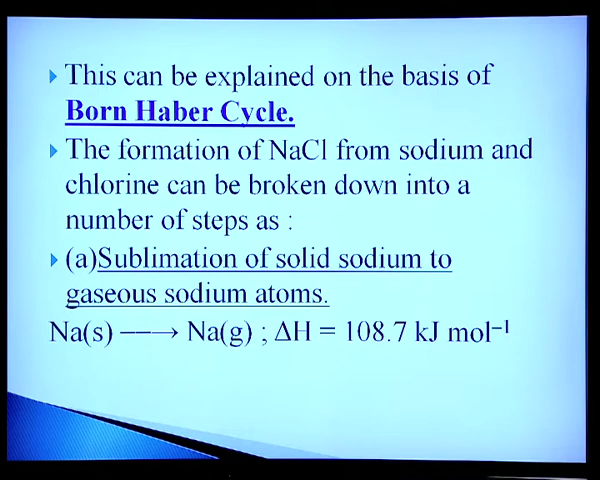 This can be explained on the basis of
Born Haber Cycle.
The formation of NaCl from sodium and
chlorine can be broken down into a
number of steps as :
(a)Sublimation of solid sodium to
gaseous sodium atoms.
Na(s) ──→ Na(g) ; ΔH = 108.7 kJ mol⁻¹